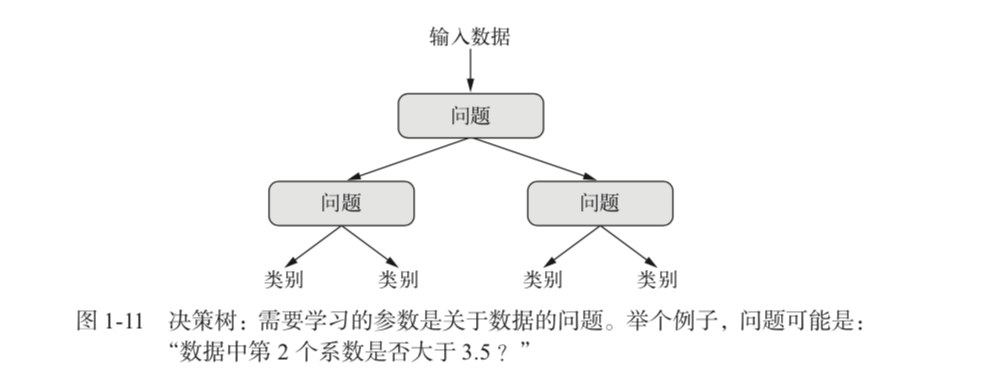 输入数据
问题
问题 问题
类别 类别 类别 类别
图 1-11 决策树：需要学习的参数是关于数据的问题。举个例子，问题可能是：
“数据中第 2 个系数是否大于 3.5？”